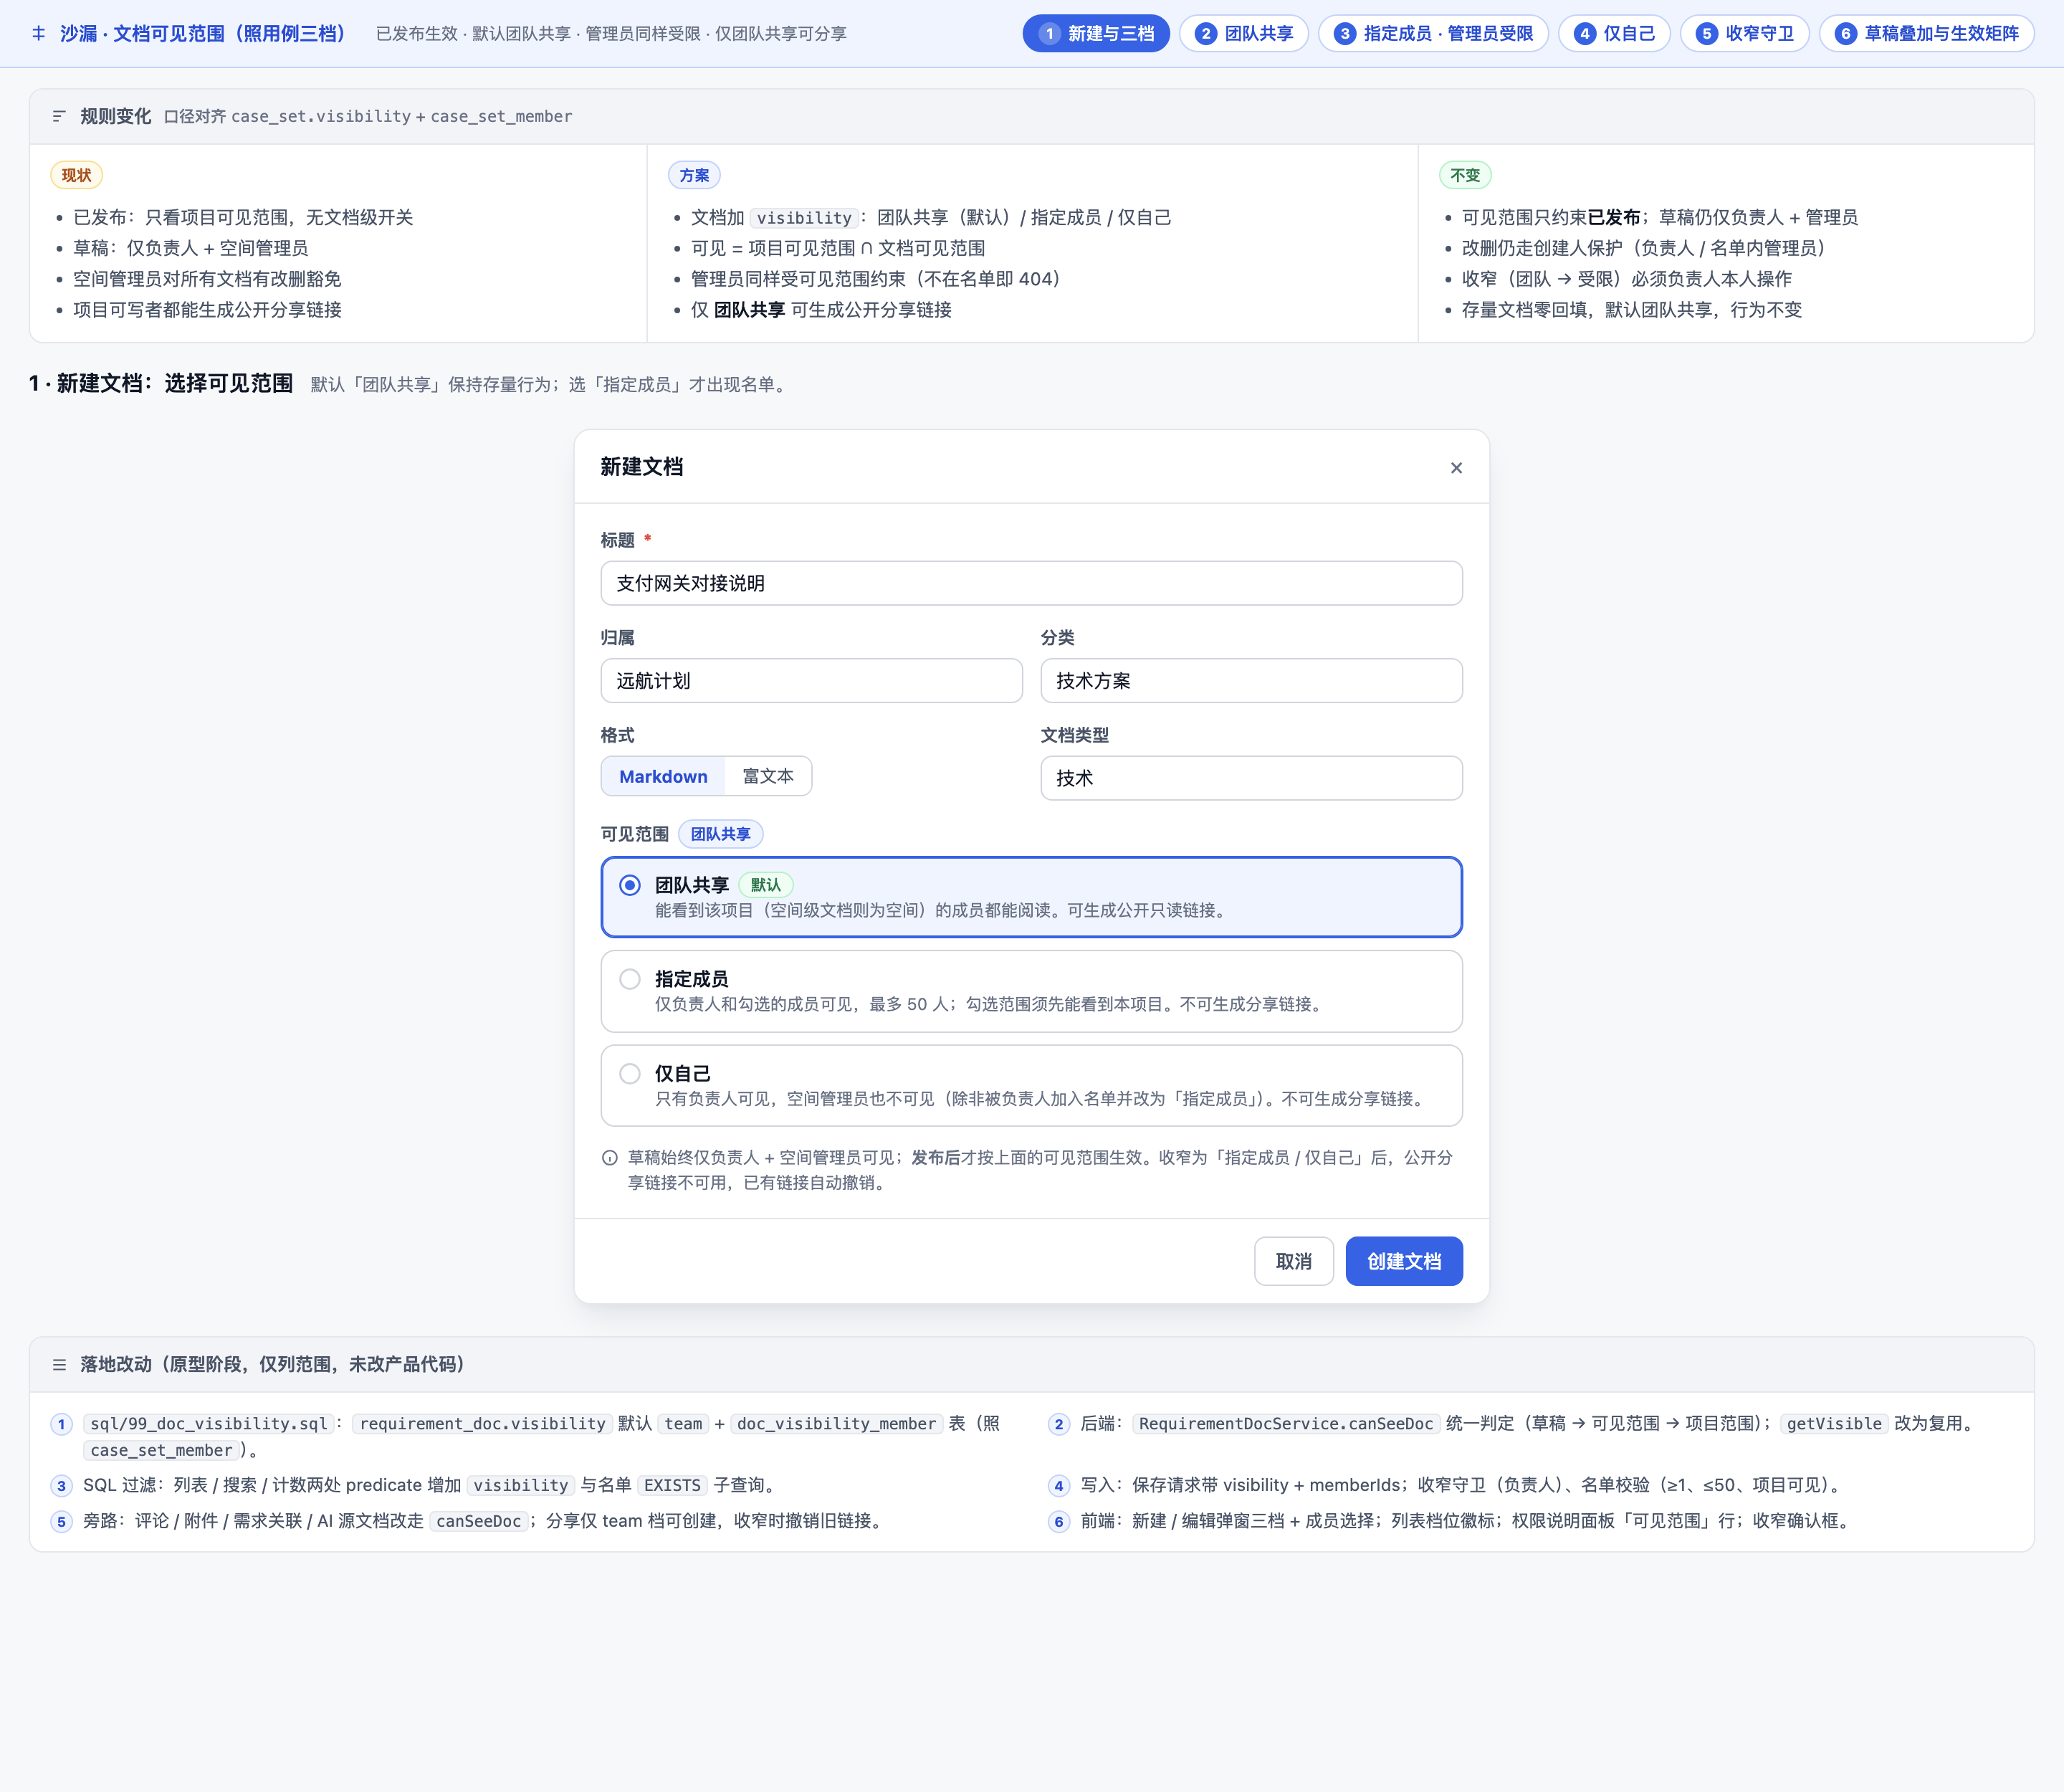 沙漏 · 文档可见范围（照用例三档） 已发布生效 · 默认团队共享 · 管理员同样受限 · 仅团队共享可分享 1 新建与三档 2 团队共享 3 指定成员 · 管理员受限 4 仅自己 5 收窄守卫 6 草稿叠加与生效矩阵
规则变化 口径对齐 case_set.visibility + case_set_member
现状
• 已发布：只看项目可见范围，无文档级开关
• 草稿：仅负责人 + 空间管理员
• 空间管理员对所有文档有改删豁免
• 项目可写者都能生成公开分享链接
方案
• 文档加 visibility：团队共享（默认）/ 指定成员 / 仅自己
• 可见 = 项目可见范围 ∩ 文档可见范围
• 管理员同样受可见范围约束（不在名单即 404）
• 仅 团队共享 可生成公开分享链接
不变
• 可见范围只约束已发布；草稿仍仅负责人 + 管理员
• 改删仍走创建人保护（负责人 / 名单内管理员）
• 收窄（团队 → 受限）必须负责人本人操作
• 存量文档零回填，默认团队共享，行为不变
1 · 新建文档：选择可见范围 默认「团队共享」保持存量行为；选「指定成员」才出现名单。
新建文档 ×
标题 *
支付网关对接说明
归属 分类
远航计划 技术方案
格式 文档类型
Markdown 富文本 技术
可见范围 团队共享
团队共享 默认
能看到该项目（空间级文档则为空间）的成员都能阅读。可生成公开只读链接。
指定成员
仅负责人和勾选的成员可见，最多 50 人；勾选范围须先能看到本项目。不可生成分享链接。
仅自己
只有负责人可见，空间管理员也不可见（除非被负责人加入名单并改为「指定成员」）。不可生成分享链接。
草稿始终仅负责人 + 空间管理员可见；发布后才按上面的可见范围生效。收窄为「指定成员 / 仅自己」后，公开分
享链接不可用，已有链接自动撤销。
取消 创建文档
落地改动（原型阶段，仅列范围，未改产品代码）
1 sql/99_doc_visibility.sql：requirement_doc.visibility 默认 team + doc_visibility_member 表（照
case_set_member）。
2 后端：RequirementDocService.canSeeDoc 统一判定（草稿 → 可见范围 → 项目范围）；getVisible 改为复用。
3 SQL 过滤：列表 / 搜索 / 计数两处 predicate 增加 visibility 与名单 EXISTS 子查询。
4 写入：保存请求带 visibility + memberIds；收窄守卫（负责人）、名单校验（≥1、≤50、项目可见）。
5 旁路：评论 / 附件 / 需求关联 / AI 源文档改走 canSeeDoc；分享仅 team 档可创建，收窄时撤销旧链接。
6 前端：新建 / 编辑弹窗三档 + 成员选择；列表档位徽标；权限说明面板「可见范围」行；收窄确认框。